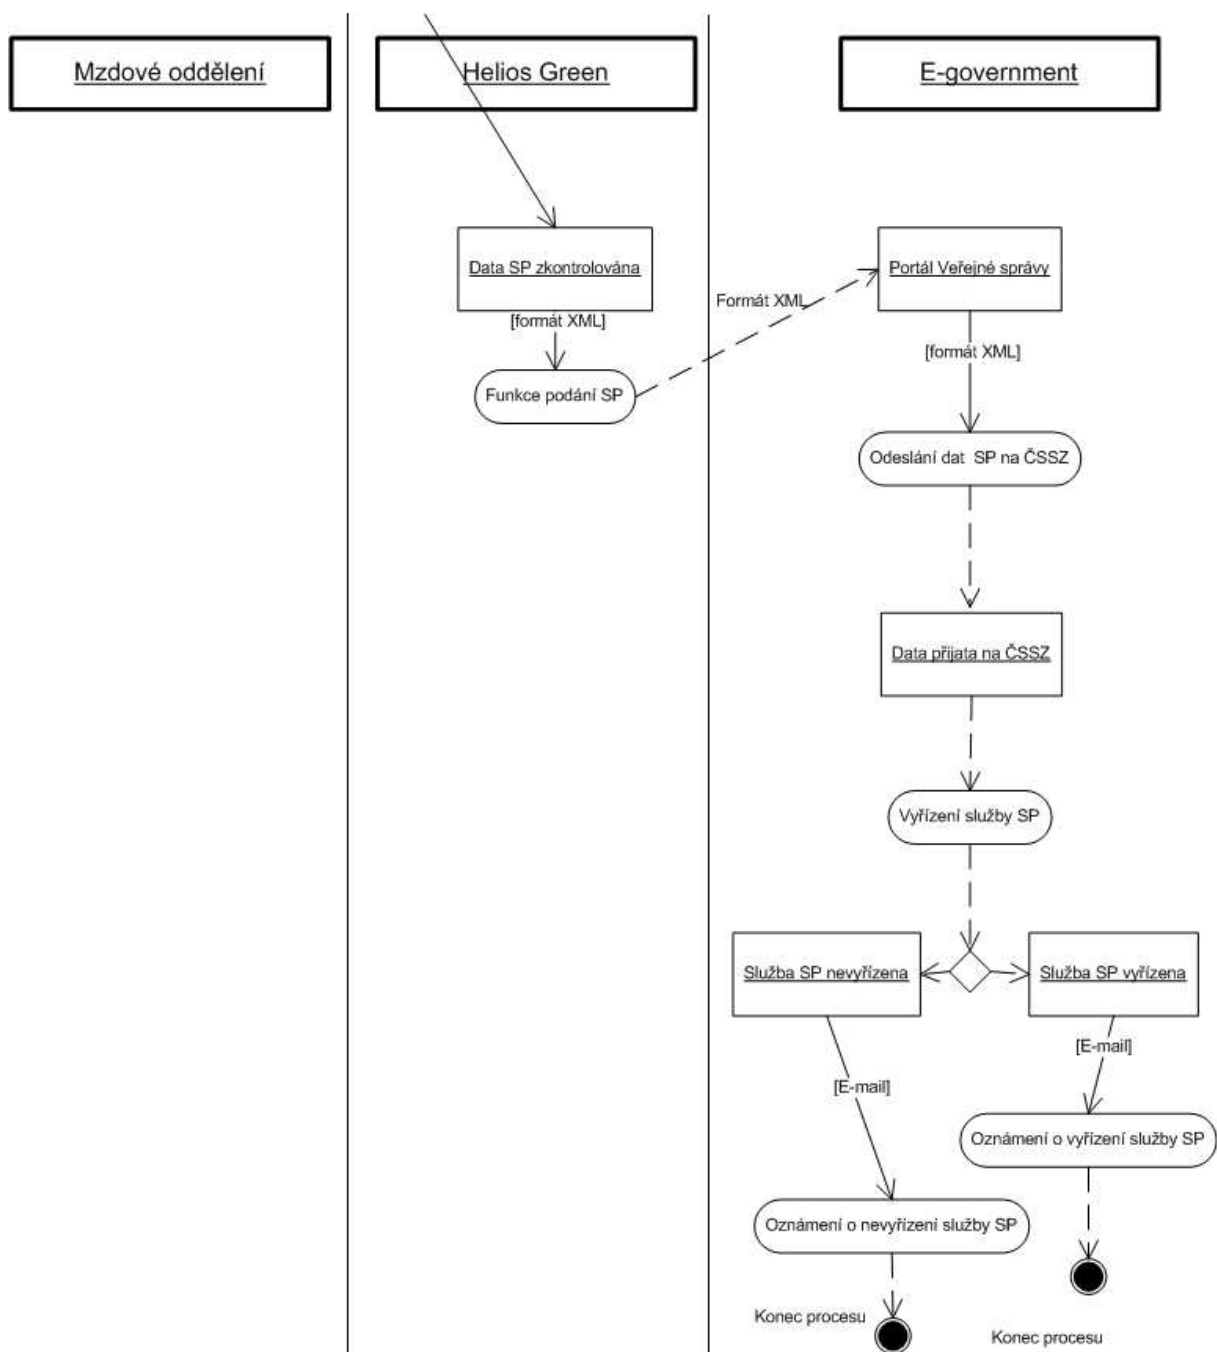 Mzdové oddělení
Helios Green
E-government
Data SP zkontrolována
Portál Veřejné správy
Formát XML
[formát XML]
[formát XML]
Funkce podání SP
Odeslání dat  SP na ČSSZ
Data přijata na ČSSZ
Vyřízení služby SP
Služba SP nevyřízena
Služba SP vyřízena
[E-mail]
[E-mail]
Oznámení o vyřízení služby SP
Oznámení o nevyřízení služby SP
Konec procesu
Konec procesu